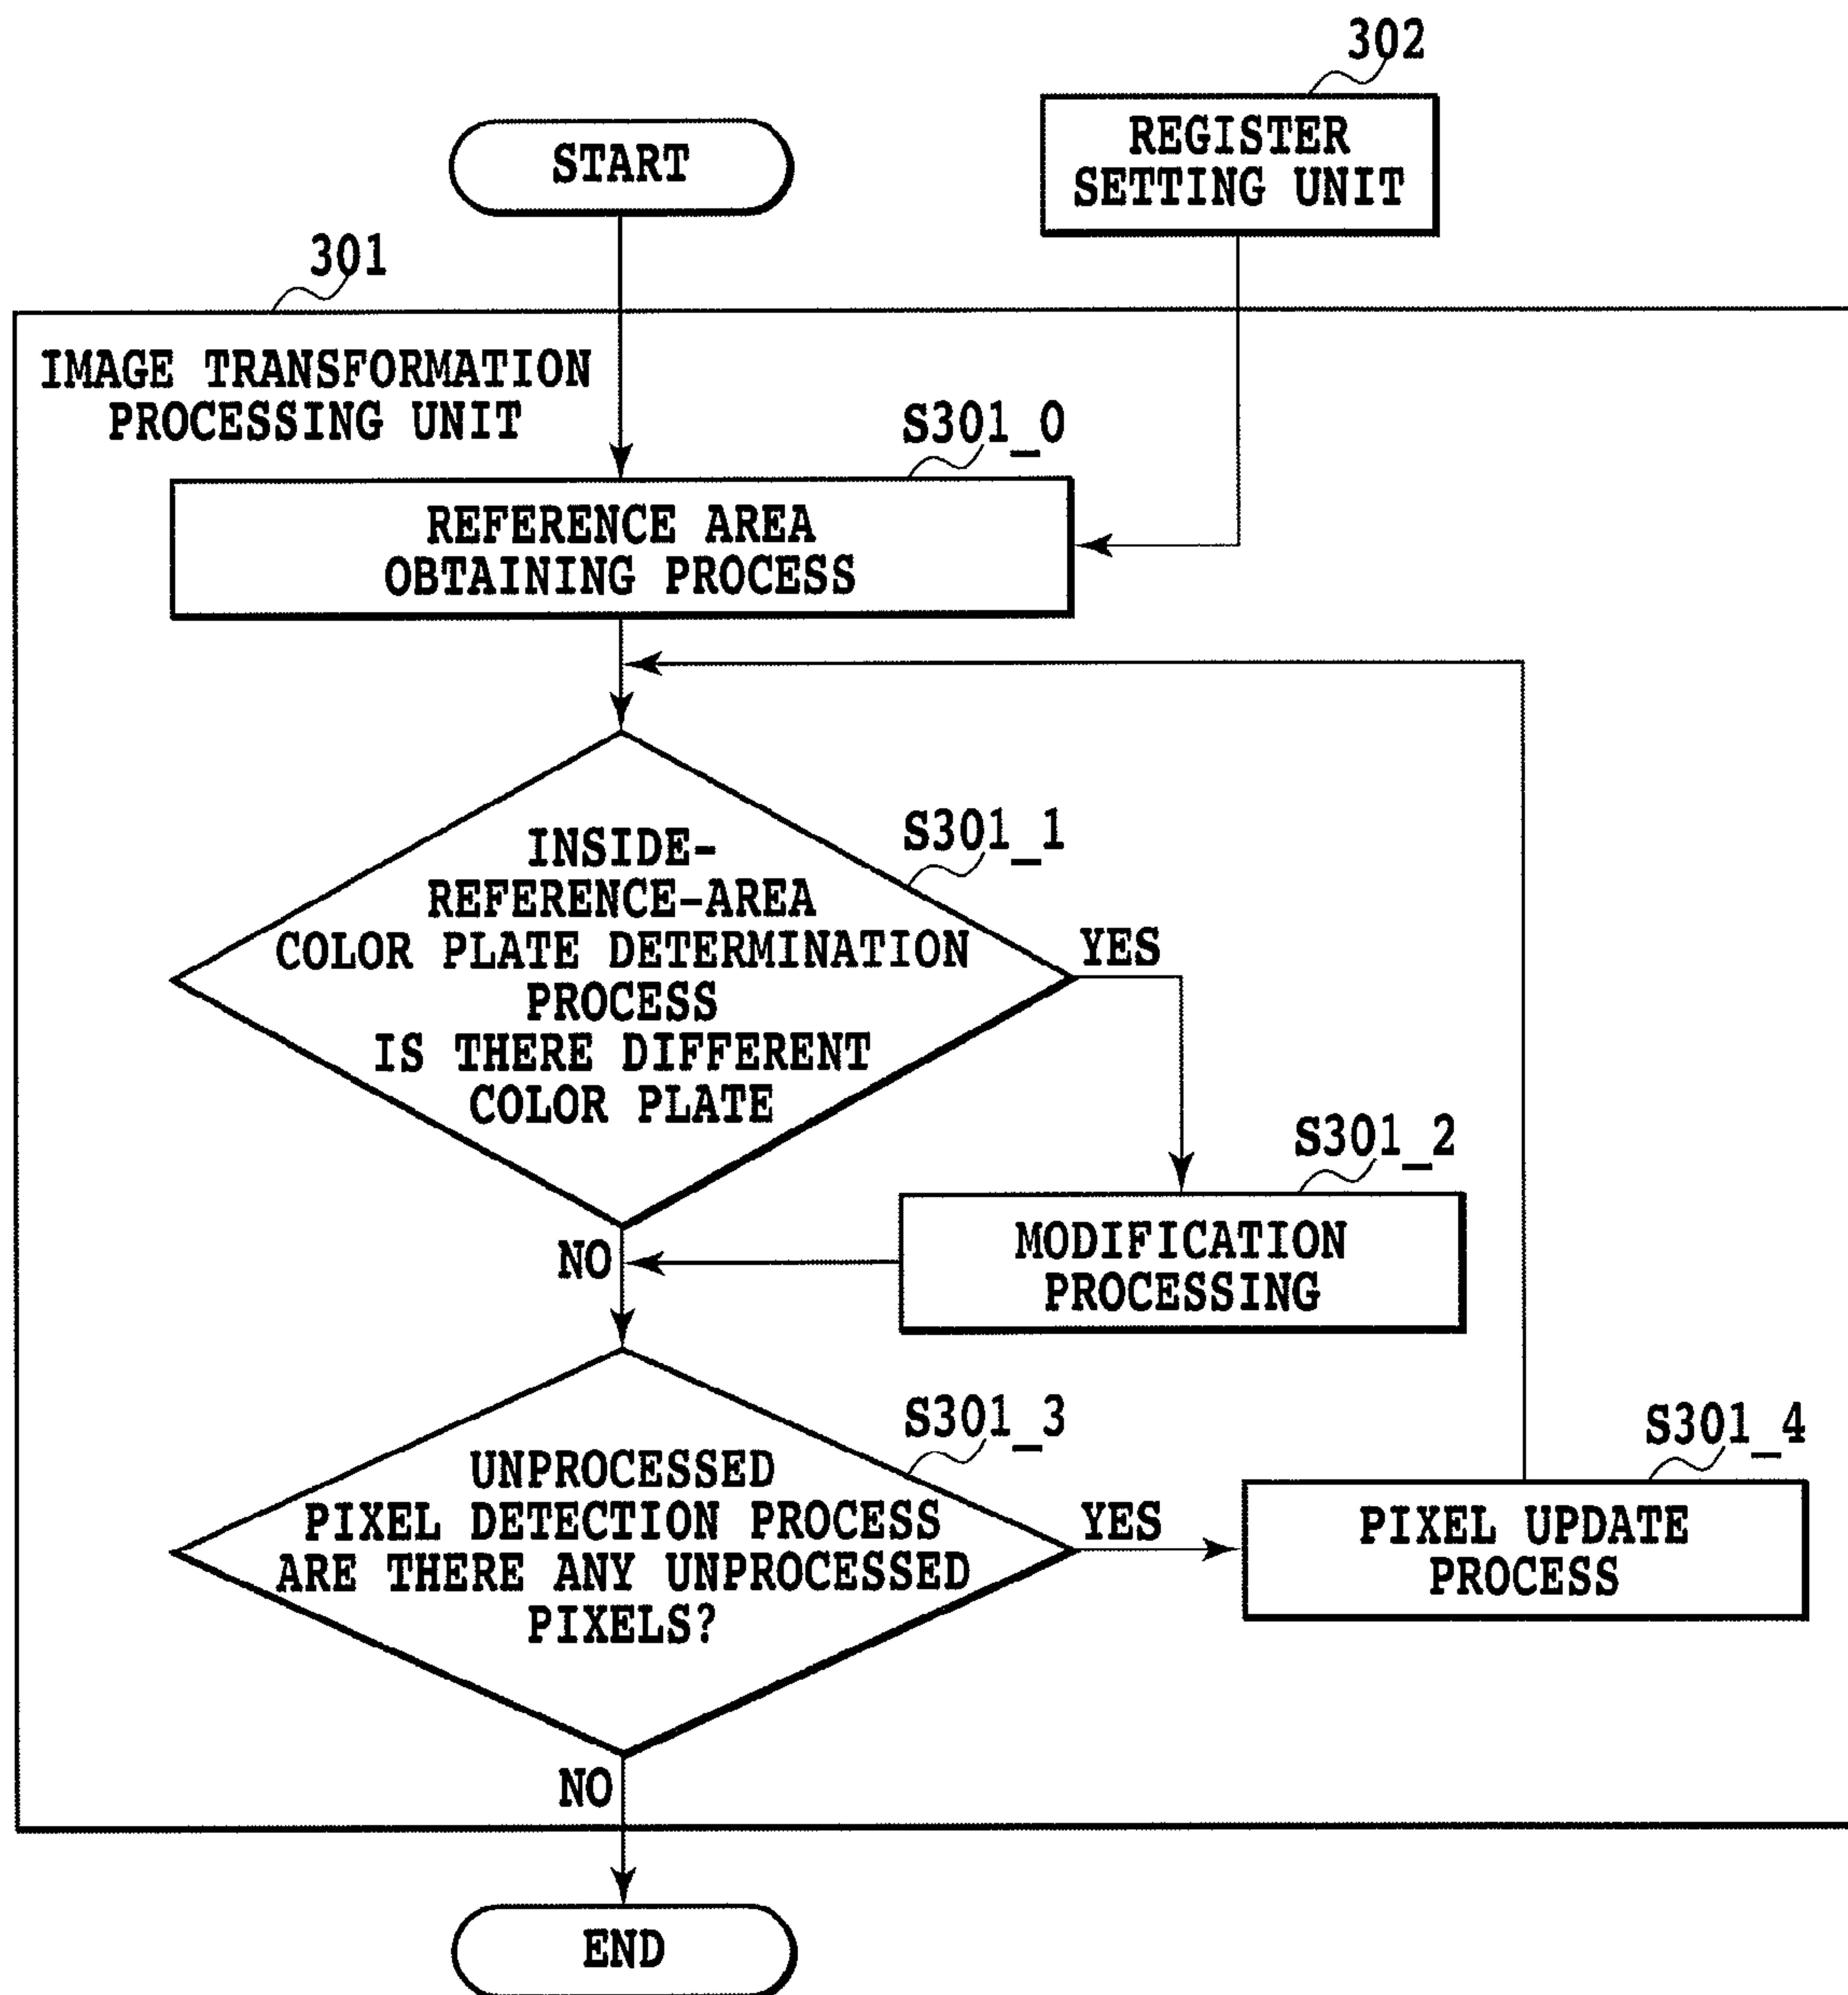 302
START
REGISTER
SETTING UNIT
301
IMAGE TRANSFORMATION
PROCESSING UNIT
S301_0
REFERENCE AREA
OBTAINING PROCESS
S301_1
INSIDE-
REFERENCE-AREA
COLOR PLATE DETERMINATION
PROCESS
IS THERE DIFFERENT
COLOR PLATE
YES
S301_2
MODIFICATION
PROCESSING
NO
S301_3
UNPROCESSED
PIXEL DETECTION PROCESS
ARE THERE ANY UNPROCESSED
PIXELS?
YES
S301_4
PIXEL UPDATE
PROCESS
NO
END